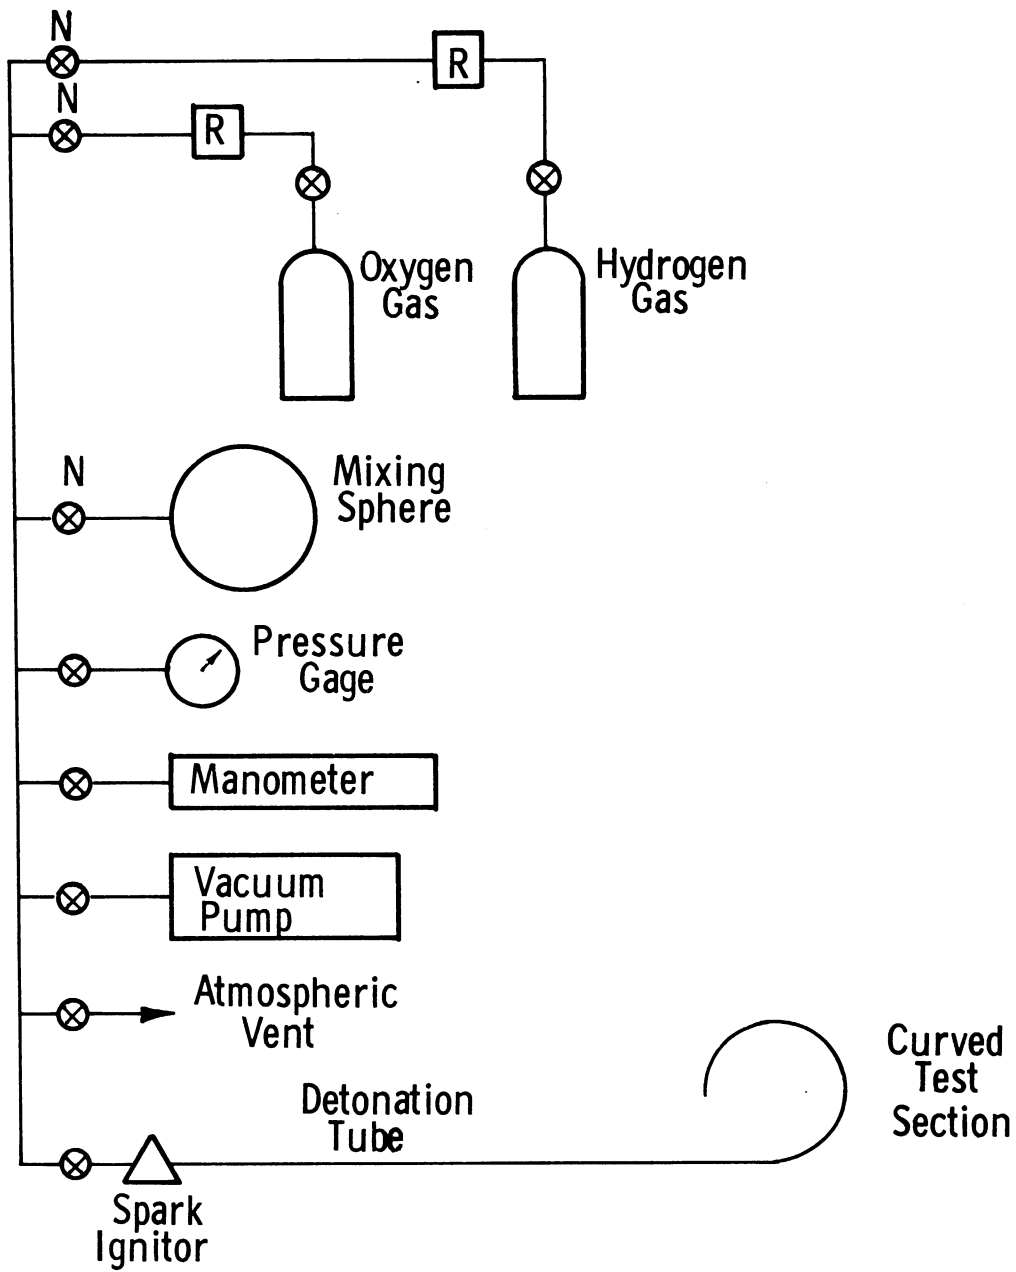 N
R
N
R
Oxygen
Gas
Hydrogen
Gas
N
Mixing
Sphere
Pressure
Gage
Manometer
Vacuum
Pump
Atmospheric
Vent
Detonation
Tube
Curved
Test
Section
Spark
Ignitor